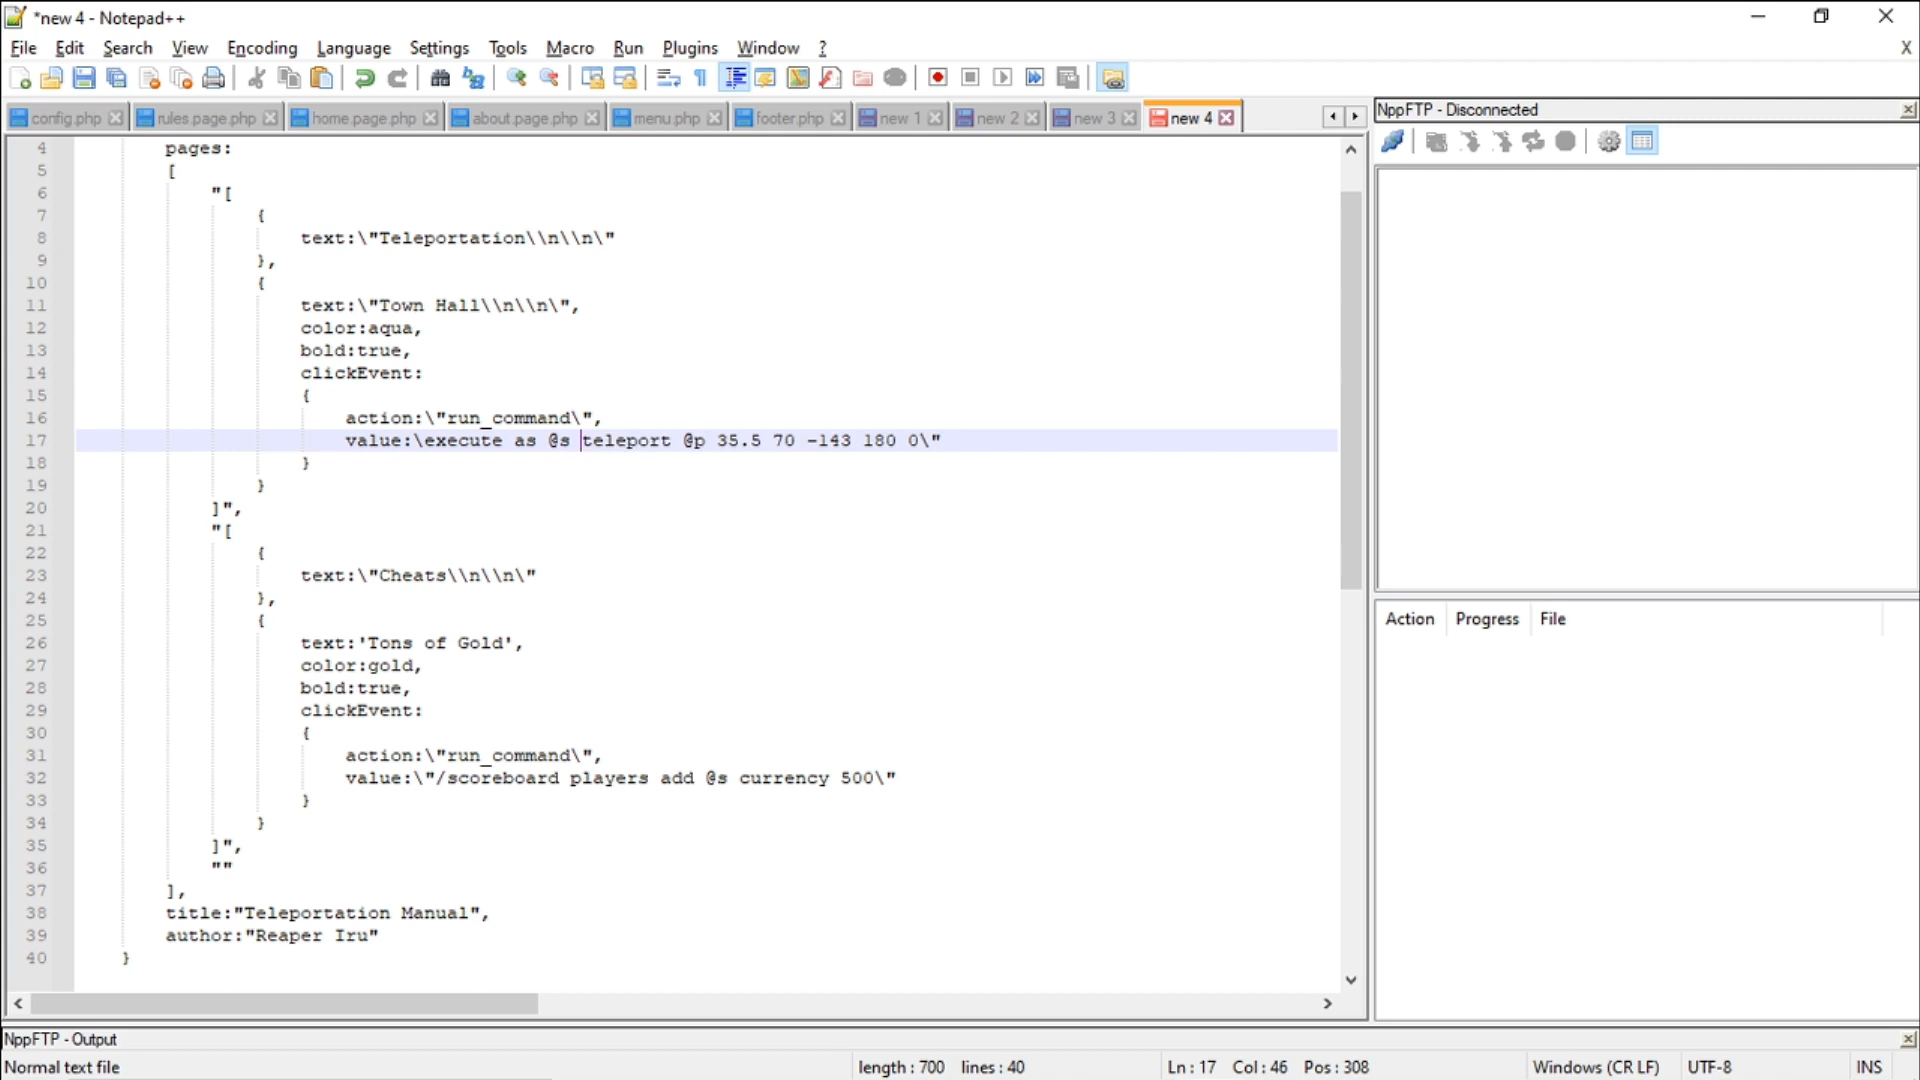 *new 4 - Notepad++
File Edit Search View Encoding Language Settings Tools Macro Run Plugins Window ? X
config.php rules.page.php home.page.php about.page.php menu.php footer.php new 1 new 2 new 3 new 4
NppFTP - Disconnected
4 pages:
5 [
6 "[
7 {
8 text:\"Teleportation\\n\\n\"
9 },
10 {
11 text:\"Town Hall\\n\\n\",
12 color:aqua,
13 bold:true,
14 clickEvent:
15 {
16 action:\"run_command\",
17 value:\execute as @s teleport @p 35.5 70 -143 180 0\"
18 }
19 }
20 ]",
21 "[
22 {
23 text:\"Cheats\\n\\n\"
24 },
25 {
26 text:'Tons of Gold',
27 color:gold,
28 bold:true,
29 clickEvent:
30 {
31 action:\"run_command\",
32 value:\"/scoreboard players add @s currency 500\"
33 }
34 }
35 ]",
36 ""
37 ],
38 title:"Teleportation Manual",
39 author:"Reaper Iru"
40 }
Action Progress File
NppFTP - Output
Normal text file length : 700 lines : 40 Ln : 17 Col : 46 Pos : 308 Windows (CR LF) UTF-8 INS